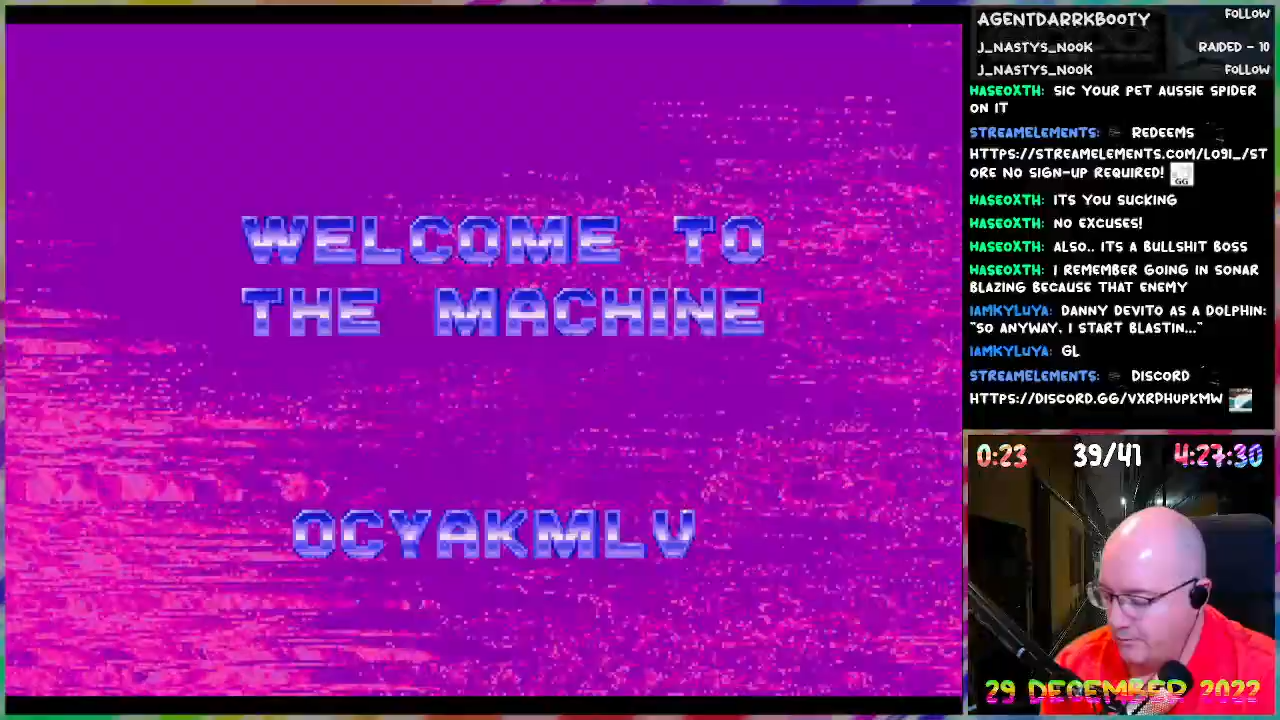 WELCOME TO
THE MACHINE
OCYAKMLV
AGENTDARRKBOOTY FOLLOW
J_NASTYS_NOOK RAIDED - 10
J_NASTYS_NOOK FOLLOW
HASEOXTH: SIC YOUR PET AUSSIE SPIDER
ON IT
STREAMELEMENTS: REDEEMS
HTTPS://STREAMELEMENTS.COM/LO91_/ST
ORE NO SIGN-UP REQUIRED! GG
HASEOXTH: ITS YOU SUCKING
HASEOXTH: NO EXCUSES!
HASEOXTH: ALSO.. ITS A BULLSHIT BOSS
HASEOXTH: I REMEMBER GOING IN SONAR
BLAZING BECAUSE THAT ENEMY
IAMKYLUYA: DANNY DEVITO AS A DOLPHIN:
"SO ANYWAY, I START BLASTIN..."
IAMKYLUYA: GL
STREAMELEMENTS: DISCORD
HTTPS://DISCORD.GG/VXRPHUPKMW
0:23 39/41 4:27:30
29 DECEMBER 2022